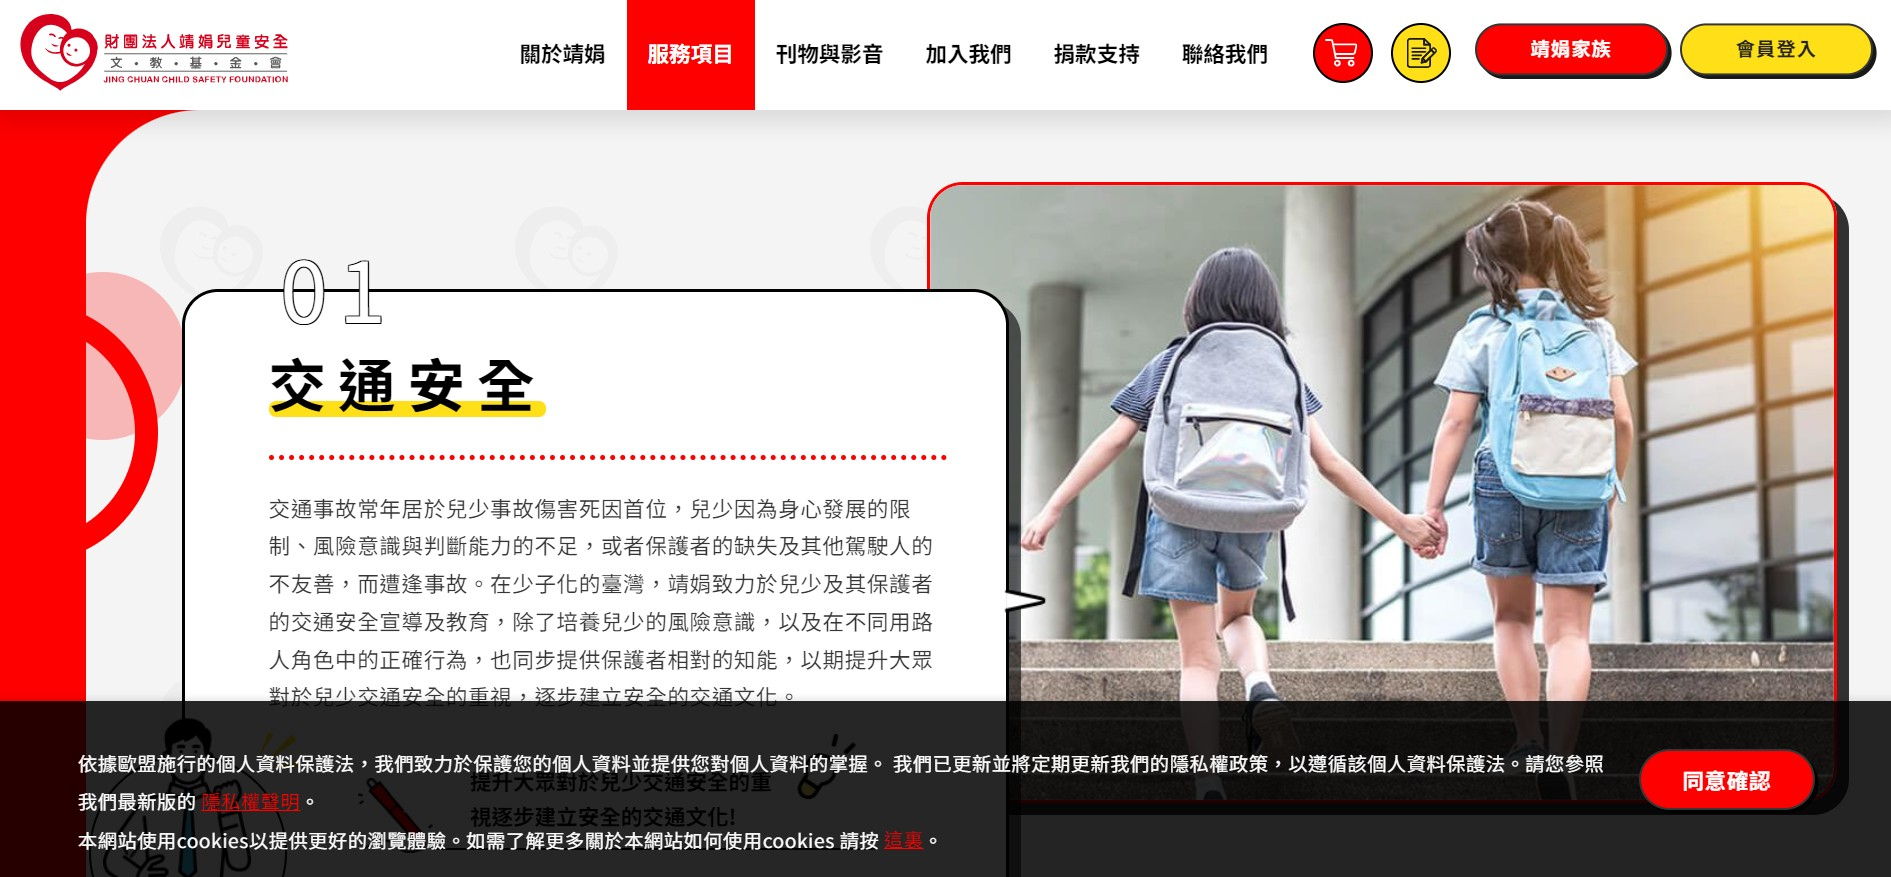 財團法人靖娟兒童安全
文・教・基・金・會
JING CHUAN CHILD SAFETY FOUNDATION
關於靖娟
服務項目
刊物與影音
加入我們
捐款支持
聯絡我們
靖娟家族
會員登入
01
交通安全
交通事故常年居於兒少事故傷害死因首位，兒少因為身心發展的限
制、風險意識與判斷能力的不足，或者保護者的缺失及其他駕駛人的
不友善，而遭逢事故。在少子化的臺灣，靖娟致力於兒少及其保護者
的交通安全宣導及教育，除了培養兒少的風險意識，以及在不同用路
人角色中的正確行為，也同步提供保護者相對的知能，以期提升大眾
對於兒少交通安全的重視，逐步建立安全的交通文化。
提升大眾對於兒少交通安全的重
視逐步建立安全的交通文化!
依據歐盟施行的個人資料保護法，我們致力於保護您的個人資料並提供您對個人資料的掌握。 我們已更新並將定期更新我們的隱私權政策，以遵循該個人資料保護法。請您參照
我們最新版的 隱私權聲明。
本網站使用cookies以提供更好的瀏覽體驗。如需了解更多關於本網站如何使用cookies 請按 這裏。
同意確認